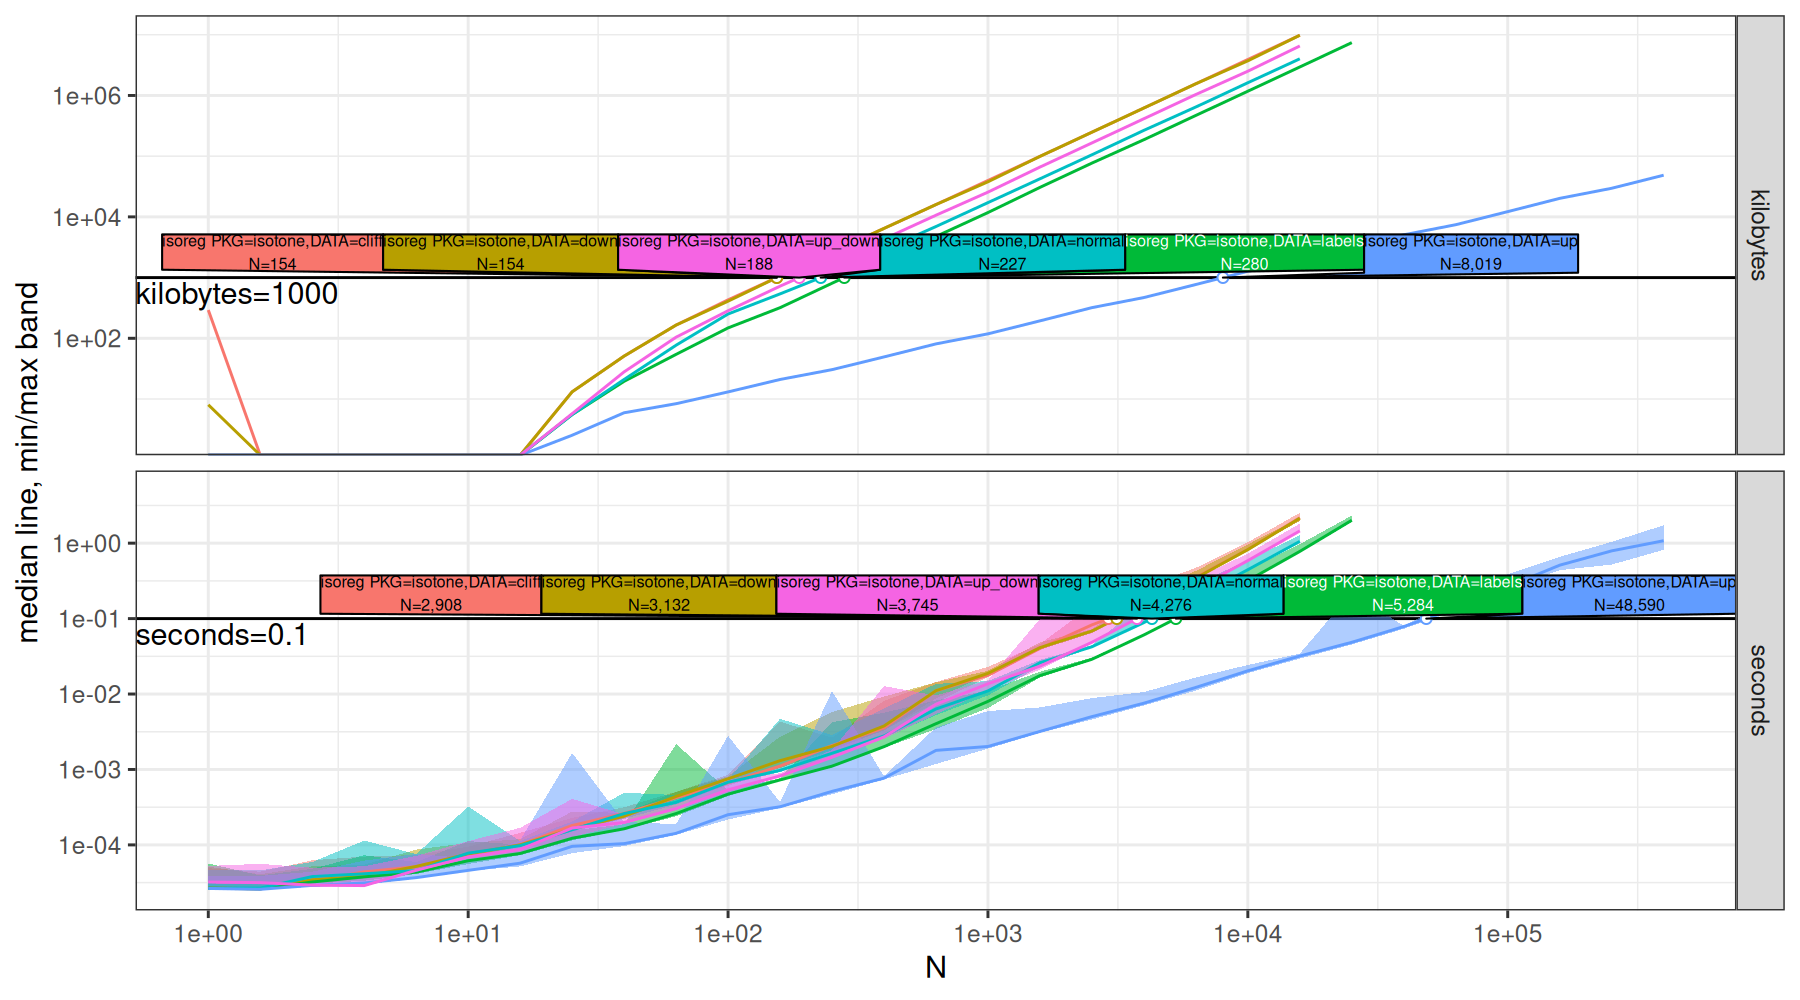 1e+06
1e+04
1e+02
isoreg PKG=isotone,DATA=cliff
N=154
isoreg PKG=isotone,DATA=down
N=154
isoreg PKG=isotone,DATA=up_down
N=188
isoreg PKG=isotone,DATA=normal
N=227
isoreg PKG=isotone,DATA=labels
N=280
isoreg PKG=isotone,DATA=up
N=8,019
kilobytes=1000
kilobytes
median line, min/max band
1e+00
1e-01
1e-02
1e-03
1e-04
isoreg PKG=isotone,DATA=cliff
N=2,908
isoreg PKG=isotone,DATA=down
N=3,132
isoreg PKG=isotone,DATA=up_down
N=3,745
isoreg PKG=isotone,DATA=normal
N=4,276
isoreg PKG=isotone,DATA=labels
N=5,284
isoreg PKG=isotone,DATA=up
N=48,590
seconds=0.1
seconds
1e+00
1e+01
1e+02
1e+03
1e+04
1e+05
N